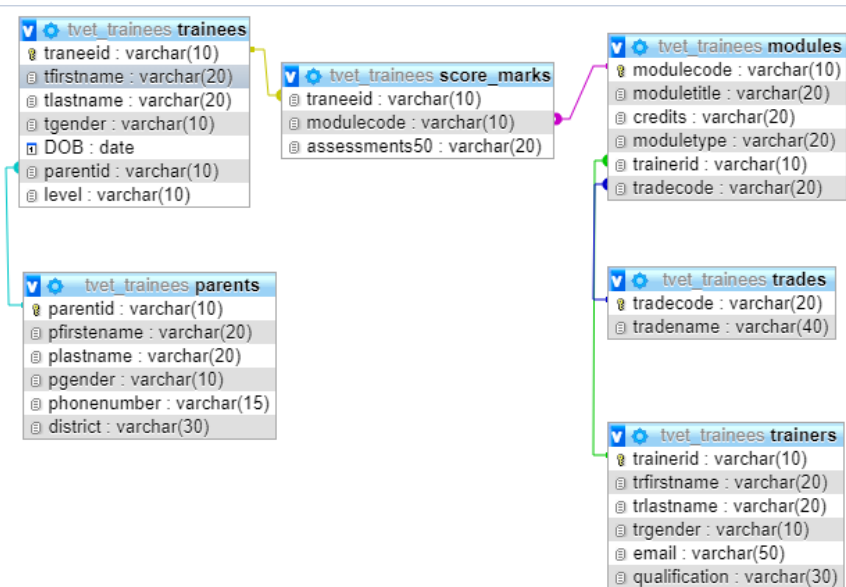 tvet_trainees trainees
traneeid : varchar(10)
tfirstname : varchar(20)
tlastname : varchar(20)
tgender : varchar(10)
DOB : date
parentid : varchar(10)
level : varchar(10)
tvet_trainees score_marks
traneeid : varchar(10)
modulecode : varchar(10)
assessments50 : varchar(20)
tvet_trainees modules
modulecode : varchar(10)
moduletitle : varchar(20)
credits : varchar(20)
moduletype : varchar(20)
trainerid : varchar(10)
tradecode : varchar(20)
tvet_trainees parents
parentid : varchar(10)
pfirstename : varchar(20)
plastname : varchar(20)
pgender : varchar(10)
phonenumber : varchar(15)
district : varchar(30)
tvet_trainees trades
tradecode : varchar(20)
tradename : varchar(40)
tvet_trainees trainers
trainerid : varchar(10)
trfirstname : varchar(20)
trlastname : varchar(20)
trgender : varchar(10)
email : varchar(50)
qualification : varchar(30)